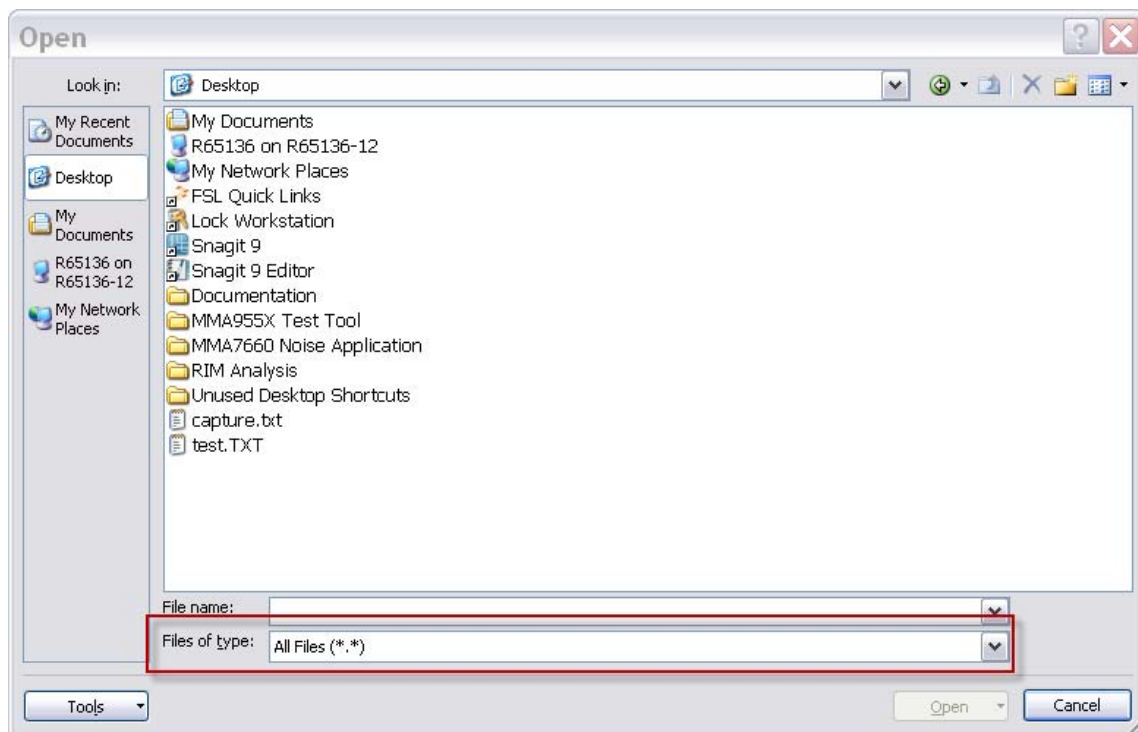 Open
Look in:
Desktop
My Recent
Documents
Desktop
My
Documents
R65136 on
R65136-12
My Network
Places
My Documents
R65136 on R65136-12
My Network Places
FSL Quick Links
Lock Workstation
Snagit 9
Snagit 9 Editor
Documentation
MMA955X Test Tool
MMA7660 Noise Application
RIM Analysis
Unused Desktop Shortcuts
capture.txt
test.TXT
File name:
Files of type:
All Files (*.*)
Tools
Open
Cancel